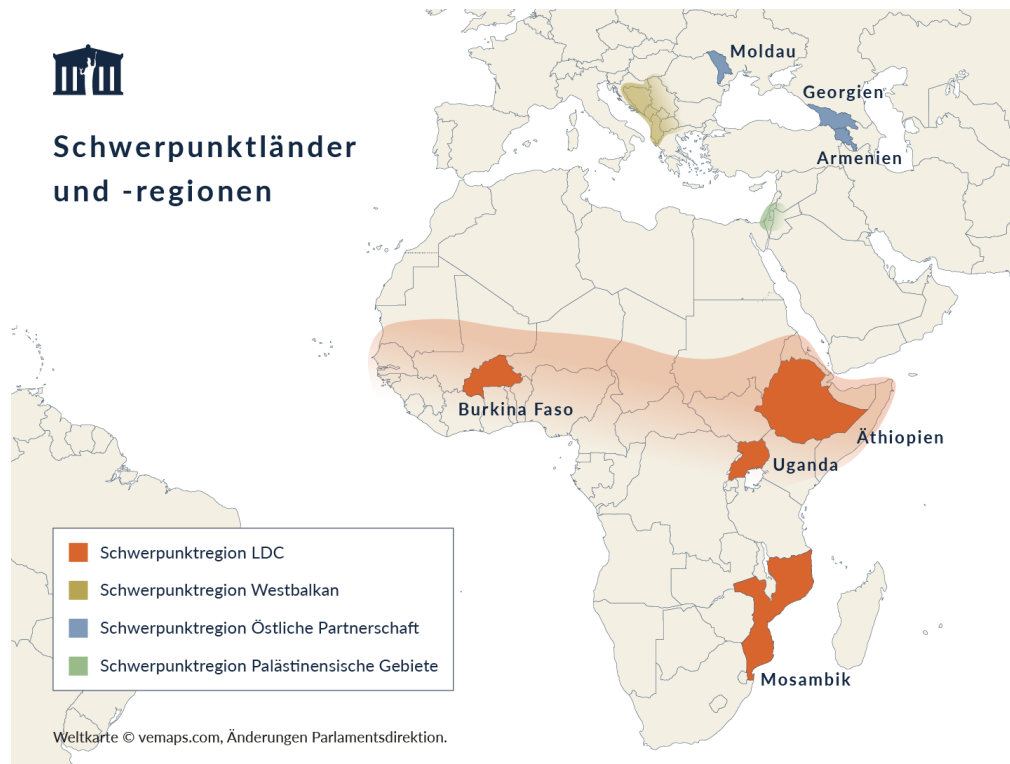 Schwerpunktländer
und -regionen
Moldau
Georgien
Armenien
Burkina Faso
Äthiopien
Uganda
Mosambik
Schwerpunktregion LDC
Schwerpunktregion Westbalkan
Schwerpunktregion Östliche Partnerschaft
Schwerpunktregion Palästinensische Gebiete
Weltkarte © vemaps.com, Änderungen Parlamentsdirektion.